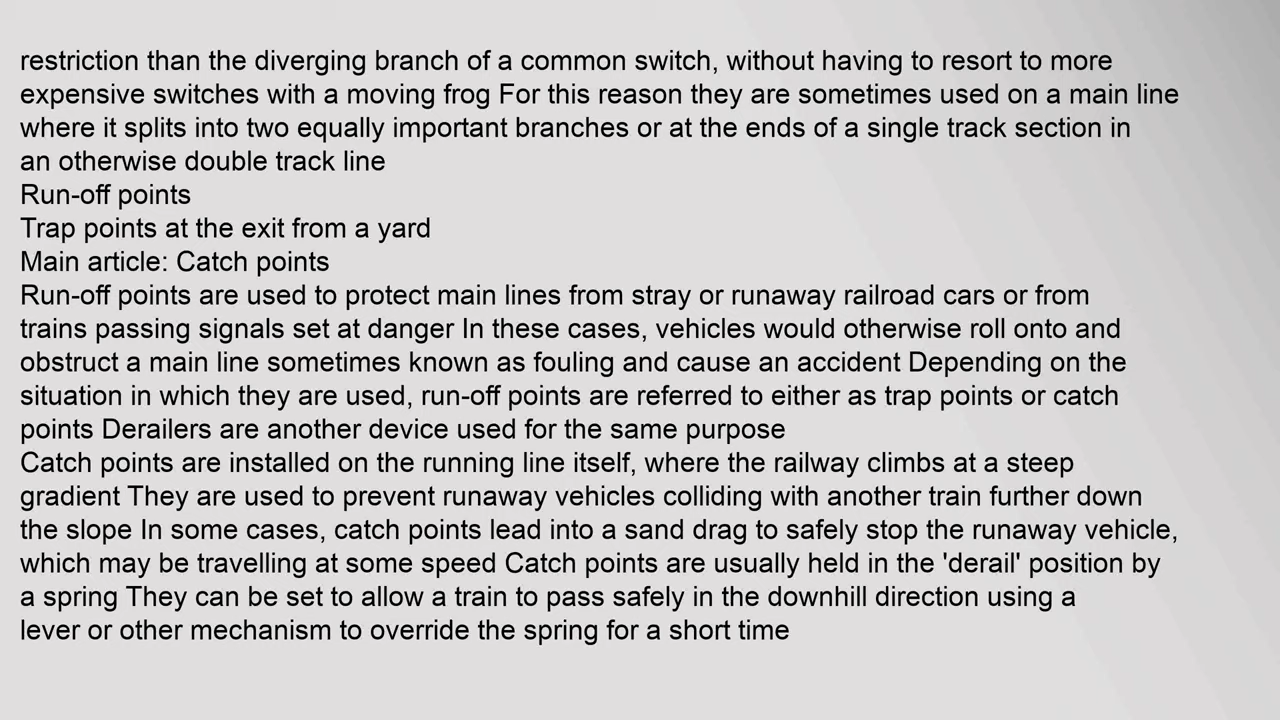 restriction than the diverging branch of a common switch, without having to resort to more
expensive switches with a moving frog For this reason they are sometimes used on a main line
where it splits into two equally important branches or at the ends of a single track section in
an otherwise double track line
Run-off points
Trap points at the exit from a yard
Main article: Catch points
Run-off points are used to protect main lines from stray or runaway railroad cars or from
trains passing signals set at danger In these cases, vehicles would otherwise roll onto and
obstruct a main line sometimes known as fouling and cause an accident Depending on the
situation in which they are used, run-off points are referred to either as trap points or catch
points Derailers are another device used for the same purpose
Catch points are installed on the running line itself, where the railway climbs at a steep
gradient They are used to prevent runaway vehicles colliding with another train further down
the slope In some cases, catch points lead into a sand drag to safely stop the runaway vehicle,
which may be travelling at some speed Catch points are usually held in the 'derail' position by
a spring They can be set to allow a train to pass safely in the downhill direction using a
lever or other mechanism to override the spring for a short time